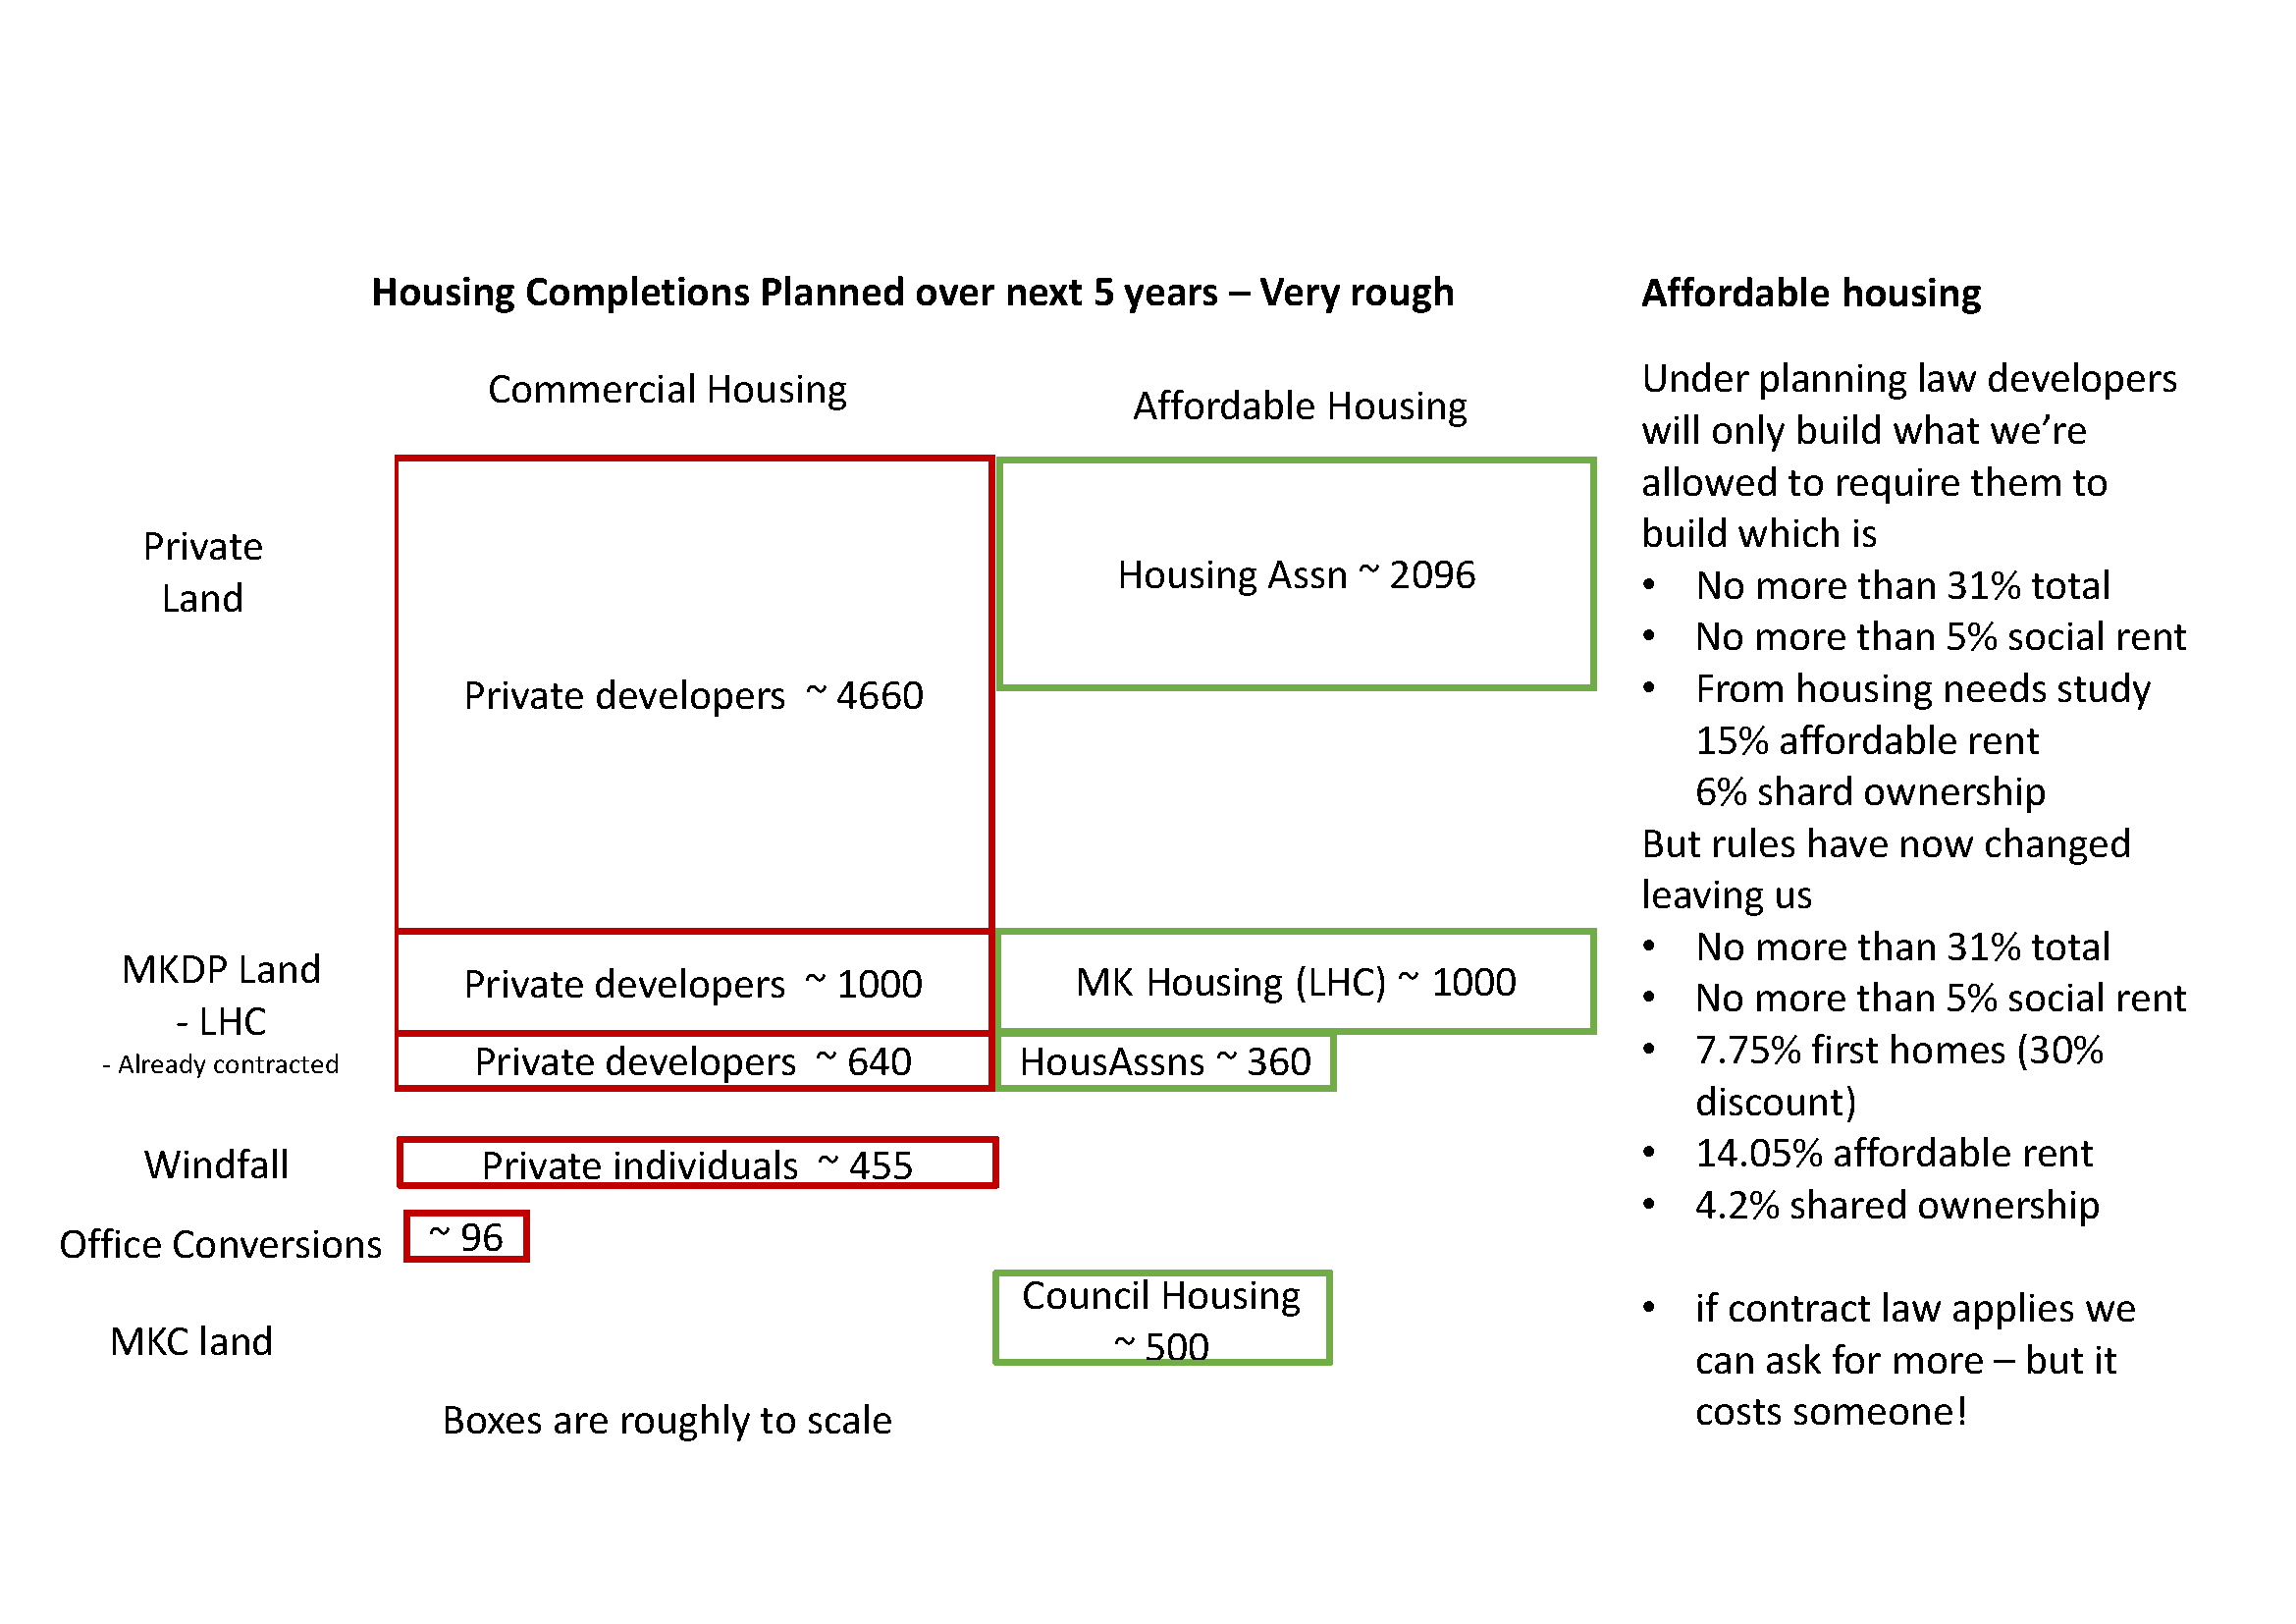 Housing Completions Planned over next 5 years – Very rough
Commercial Housing
Affordable Housing
Private
Land
Private developers ~ 4660
Housing Assn ~ 2096
MKDP Land
- LHC
- Already contracted
Private developers ~ 1000
MK Housing (LHC) ~ 1000
Private developers ~ 640
HousAssns ~ 360
Windfall
Private individuals ~ 455
Office Conversions
~ 96
MKC land
Council Housing
~ 500
Boxes are roughly to scale
Affordable housing
Under planning law developers
will only build what we’re
allowed to require them to
build which is
• No more than 31% total
• No more than 5% social rent
• From housing needs study
15% affordable rent
6% shard ownership
But rules have now changed
leaving us
• No more than 31% total
• No more than 5% social rent
• 7.75% first homes (30%
discount)
• 14.05% affordable rent
• 4.2% shared ownership
• if contract law applies we
can ask for more – but it
costs someone!